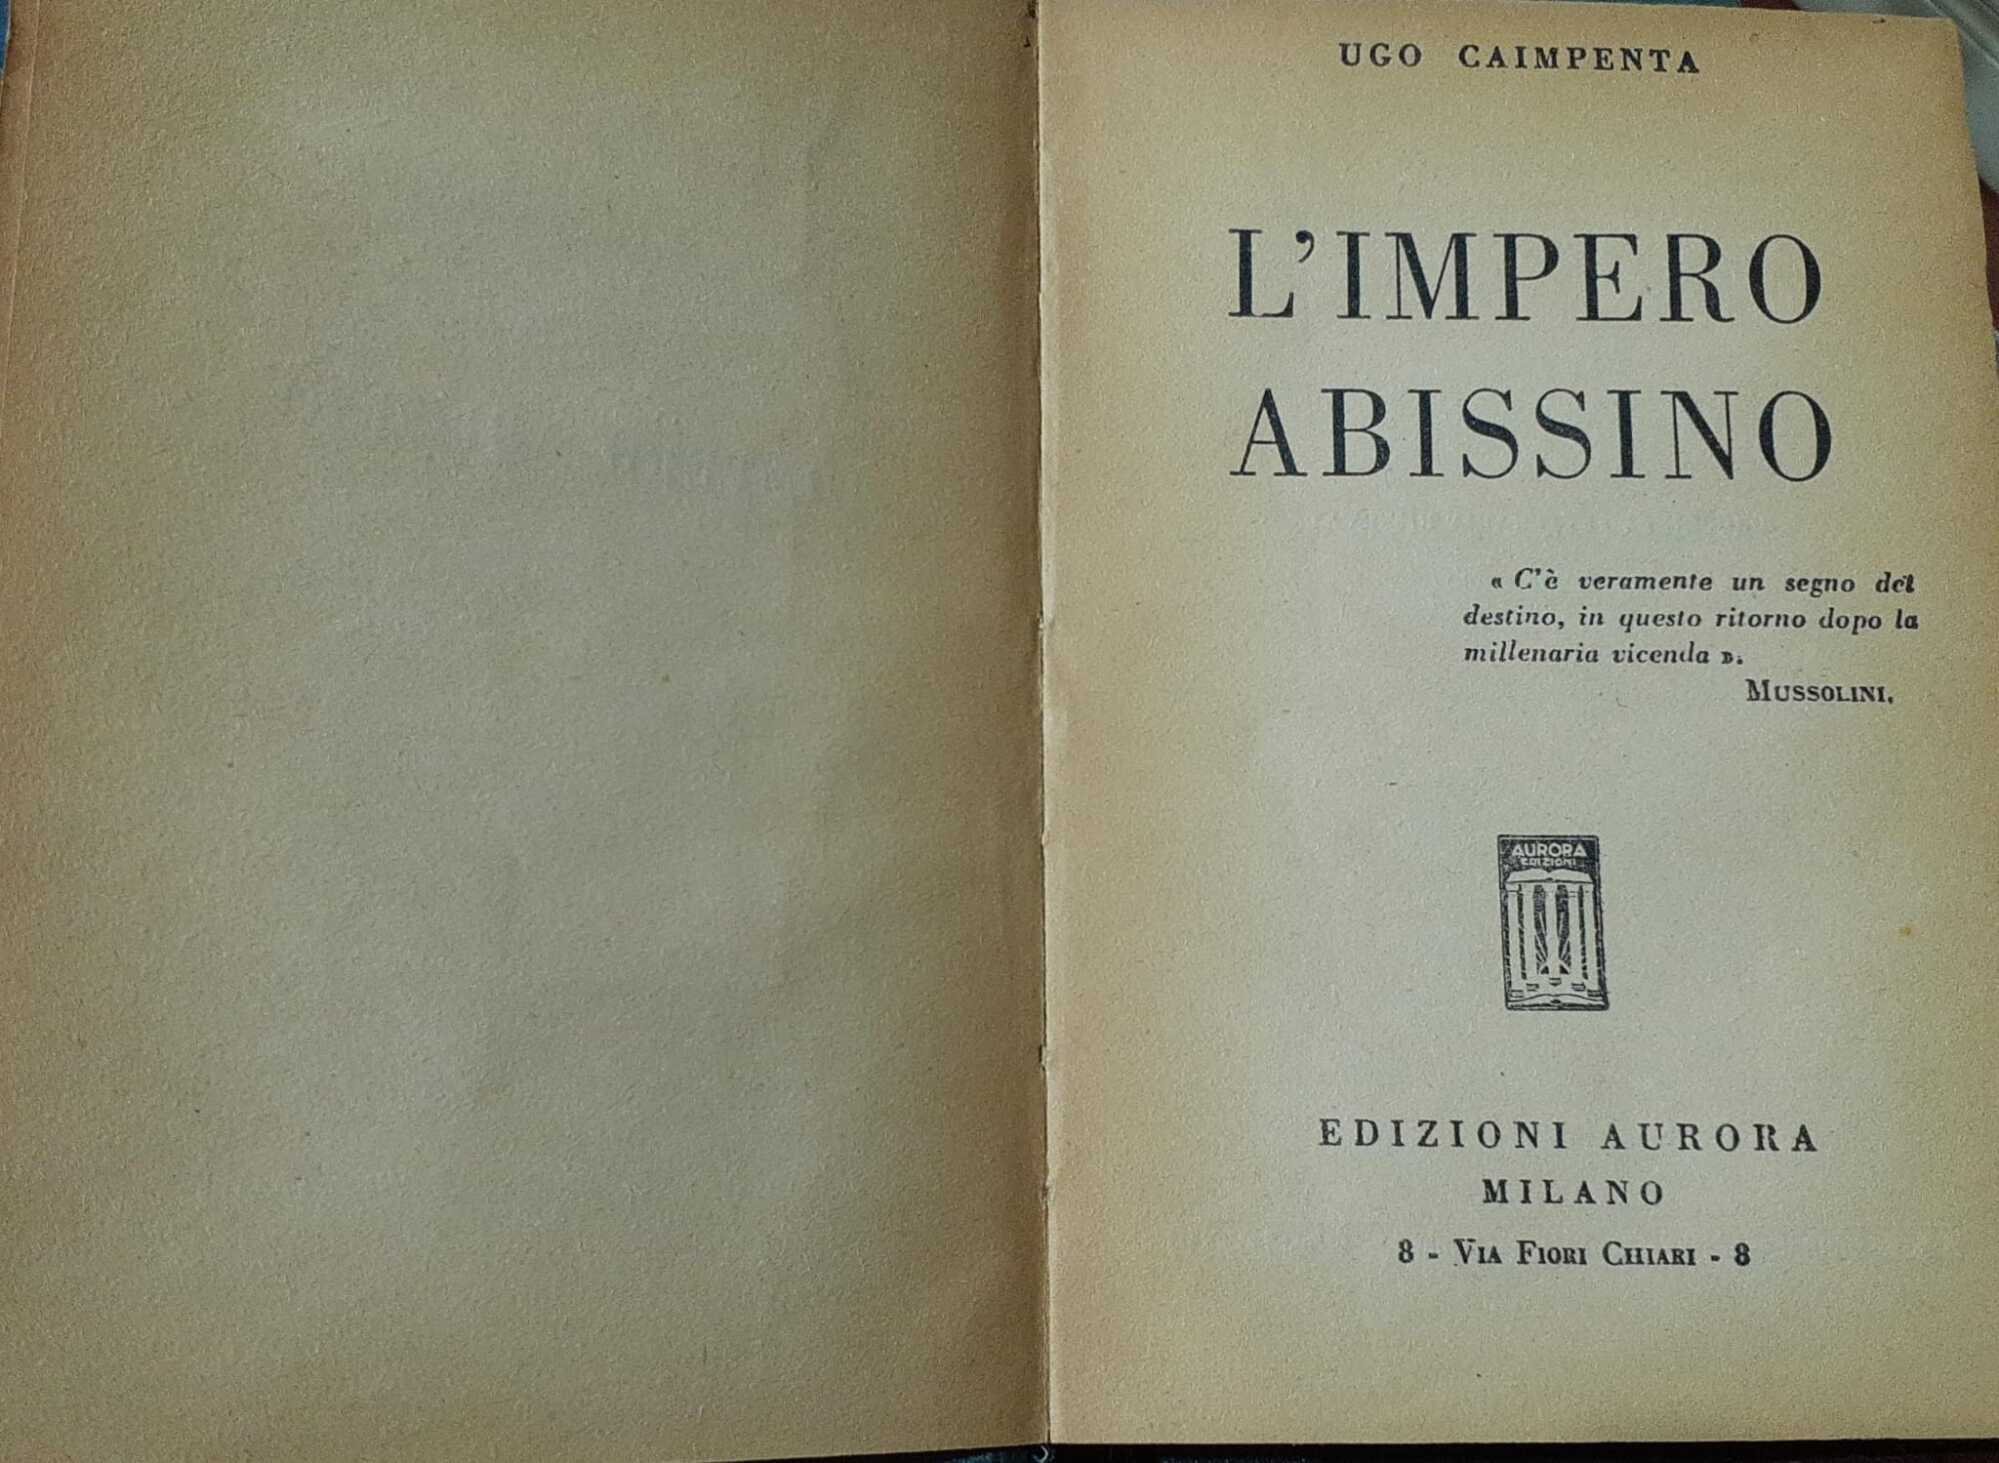 UGO CAIMPENTA
L'IMPERO
ABISSINO
« C'è veramente un segno del
destino, in questo ritorno dopo la
millenaria vicenda ».
MUSSOLINI.
AURORA
EDIZIONI
EDIZIONI AURORA
MILANO
8 - VIA FIORI CHIARI - 8